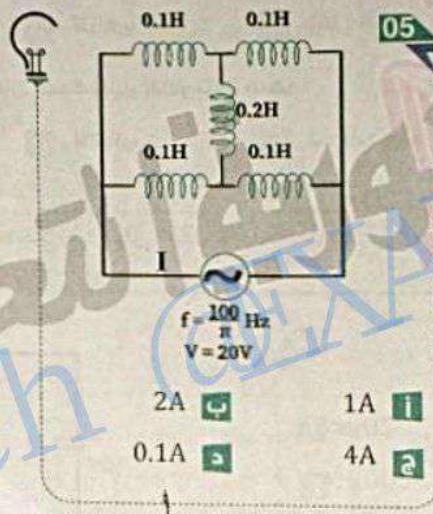 05
0.1H 0.1H
0.2H
0.1H 0.1H
I
f = 100/π Hz
V = 20V
أ 1A
ب 2A
ج 4A
د 0.1A